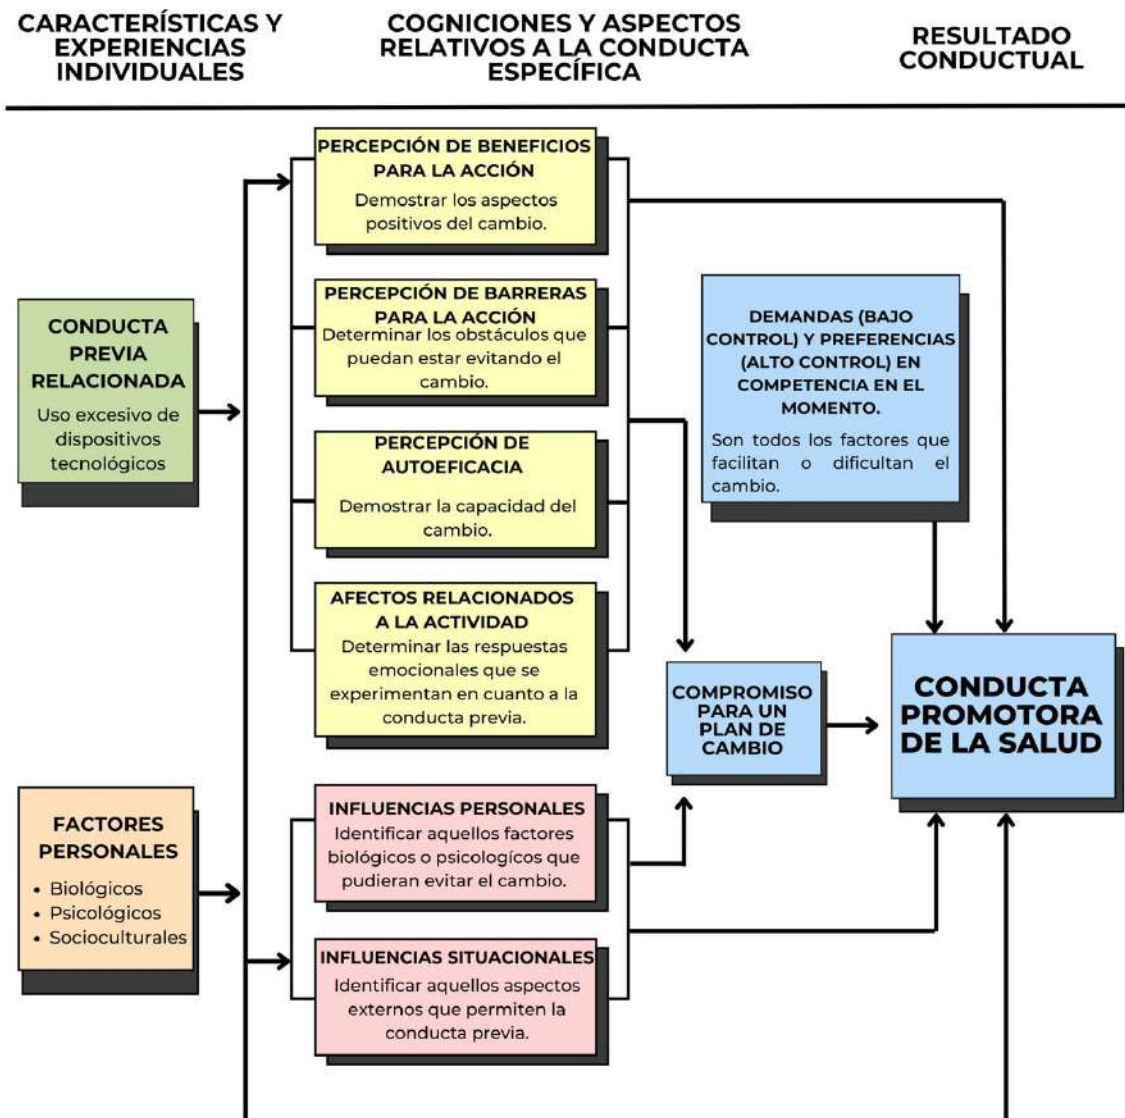 CARACTERÍSTICAS Y
EXPERIENCIAS
INDIVIDUALES
COGNICIONES Y ASPECTOS
RELATIVOS A LA CONDUCTA
ESPECÍFICA
RESULTADO
CONDUCTUAL
CONDUCTA
PREVIA
RELACIONADA
Uso excesivo de
dispositivos
tecnológicos
FACTORES
PERSONALES
• Biológicos
• Psicológicos
• Socioculturales
PERCEPCIÓN DE BENEFICIOS
PARA LA ACCIÓN
Demostrar los aspectos
positivos del cambio.
PERCEPCIÓN DE BARRERAS
PARA LA ACCIÓN
Determinar los obstáculos que
puedan estar evitando el
cambio.
PERCEPCIÓN DE
AUTOEFICACIA
Demostrar la capacidad del
cambio.
AFECTOS RELACIONADOS
A LA ACTIVIDAD
Determinar las respuestas
emocionales que se
experimentan en cuanto a la
conducta previa.
INFLUENCIAS PERSONALES
Identificar aquellos factores
biológicos o psicologícos que
pudieran evitar el cambio.
INFLUENCIAS SITUACIONALES
Identificar aquellos aspectos
externos que permiten la
conducta previa.
DEMANDAS (BAJO
CONTROL) Y PREFERENCIAS
(ALTO CONTROL) EN
COMPETENCIA EN EL
MOMENTO.
Son todos los factores que
facilitan o dificultan el
cambio.
COMPROMISO
PARA UN
PLAN DE
CAMBIO
CONDUCTA
PROMOTORA
DE LA SALUD